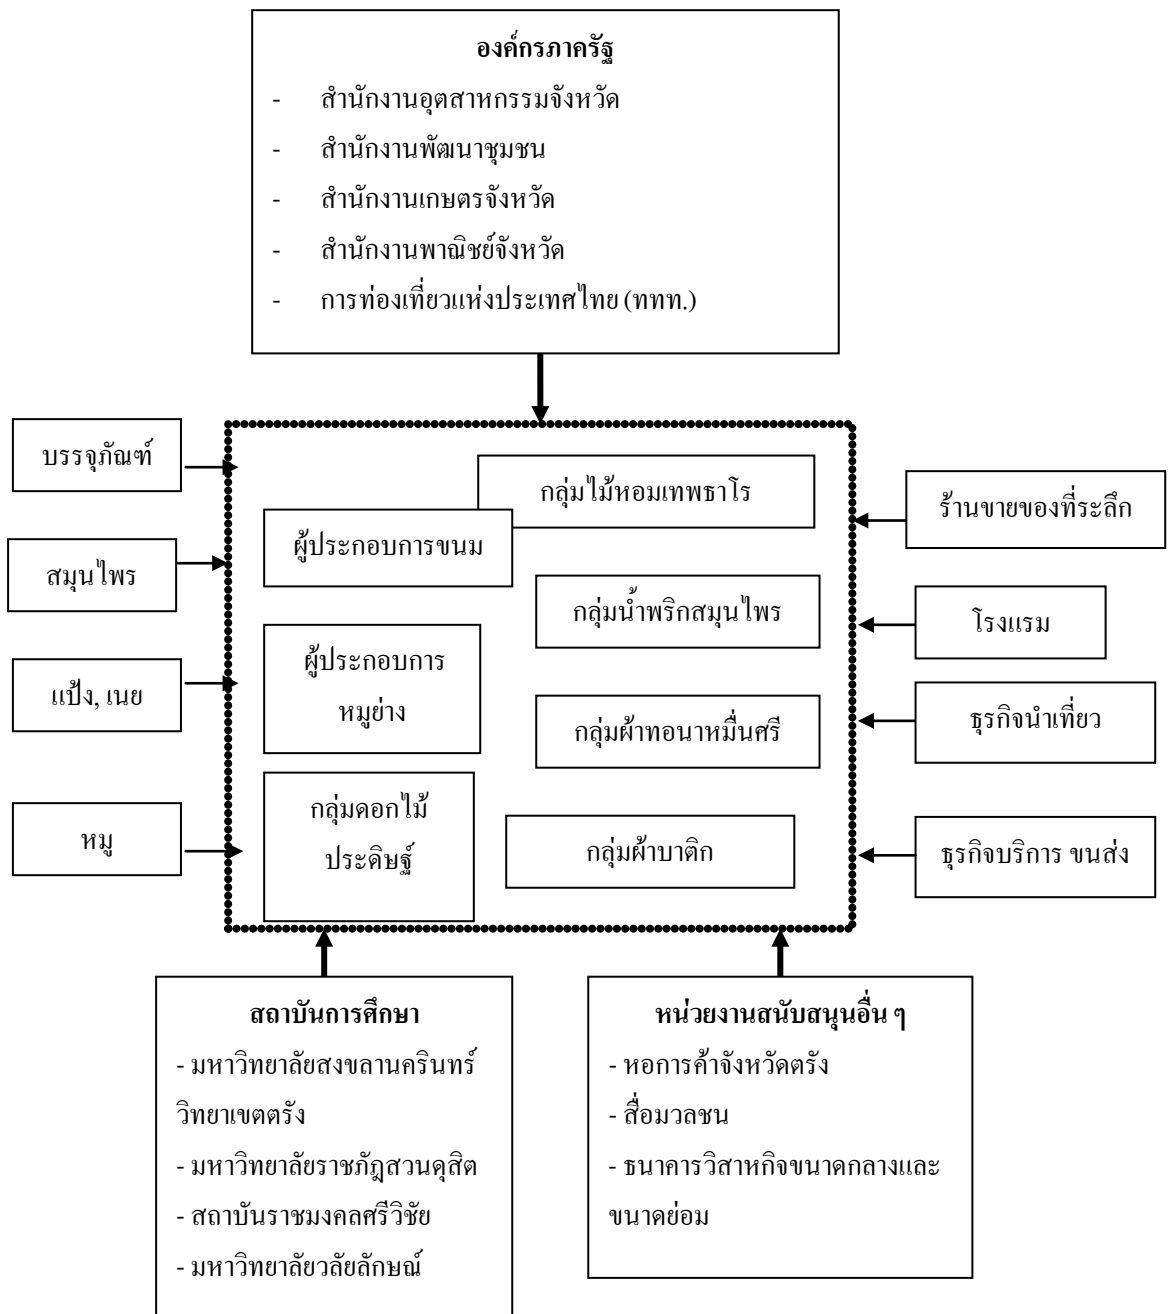 องค์กรภาครัฐ
- สำนักงานอุตสาหกรรมจังหวัด
- สำนักงานพัฒนาชุมชน
- สำนักงานเกษตรจังหวัด
- สำนักงานพาณิชย์จังหวัด
- การท่องเที่ยวแห่งประเทศไทย (ททท.)
บรรจุภัณฑ์
สมุนไพร
แป้ง, เนย
หมู
กลุ่มไม้หอมเทพธาโร
ผู้ประกอบการขนม
กลุ่มน้ำพริกสมุนไพร
ผู้ประกอบการ
หมูย่าง
กลุ่มผ้าทอนาหมื่นศรี
กลุ่มดอกไม้
ประดิษฐ์
กลุ่มผ้าบาติก
ร้านขายของที่ระลึก
โรงแรม
ธุรกิจนำเที่ยว
ธุรกิจบริการ ขนส่ง
สถาบันการศึกษา
- มหาวิทยาลัยสงขลานครินทร์
วิทยาเขตตรัง
- มหาวิทยาลัยราชภัฎสวนดุสิต
- สถาบันราชมงคลศรีวิชัย
- มหาวิทยาลัยวลัยลักษณ์
หน่วยงานสนับสนุนอื่น ๆ
- หอการค้าจังหวัดตรัง
- สื่อมวลชน
- ธนาคารวิสาหกิจขนาดกลางและ
ขนาดย่อม